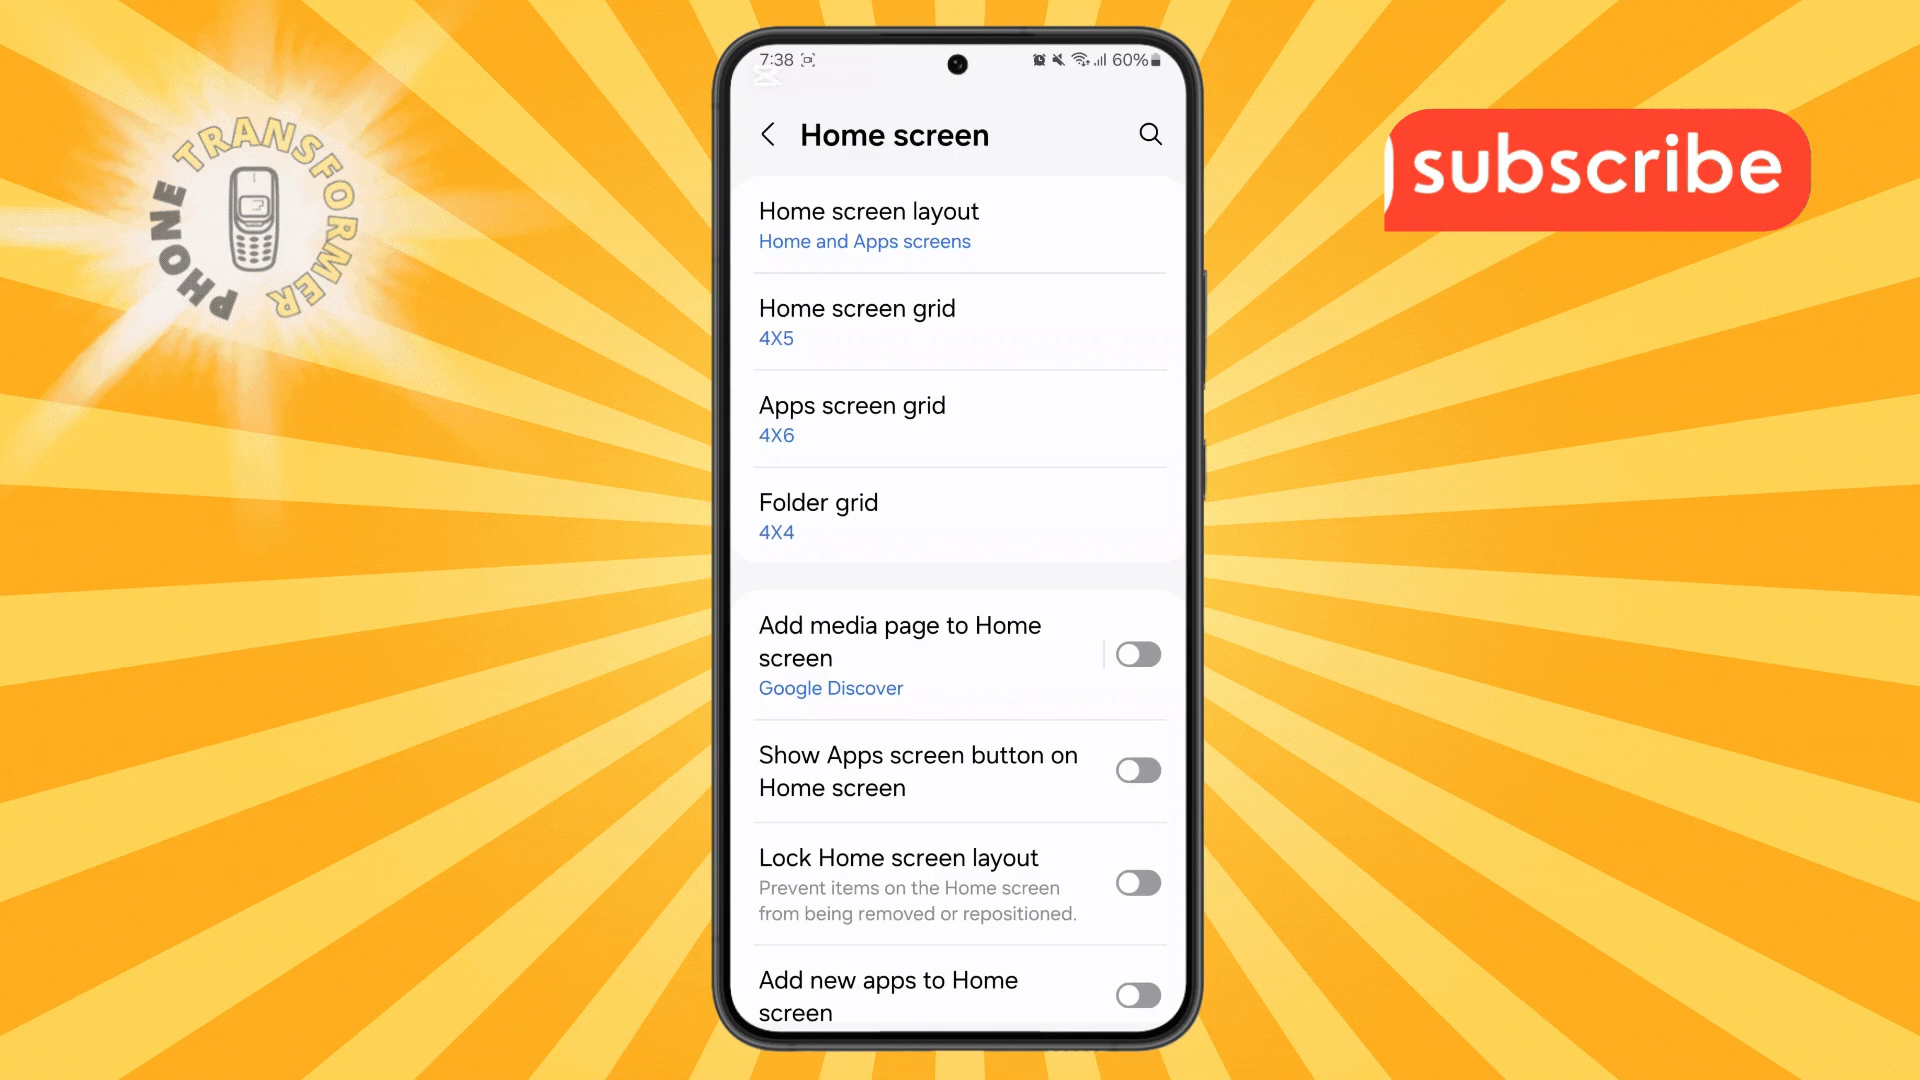 PHONE TRANSFORMER
subscribe
7:38
60%
Home screen
Home screen layout
Home and Apps screens
Home screen grid
4X5
Apps screen grid
4X6
Folder grid
4X4
Add media page to Home
screen
Google Discover
Show Apps screen button on
Home screen
Lock Home screen layout
Prevent items on the Home screen
from being removed or repositioned.
Add new apps to Home
screen